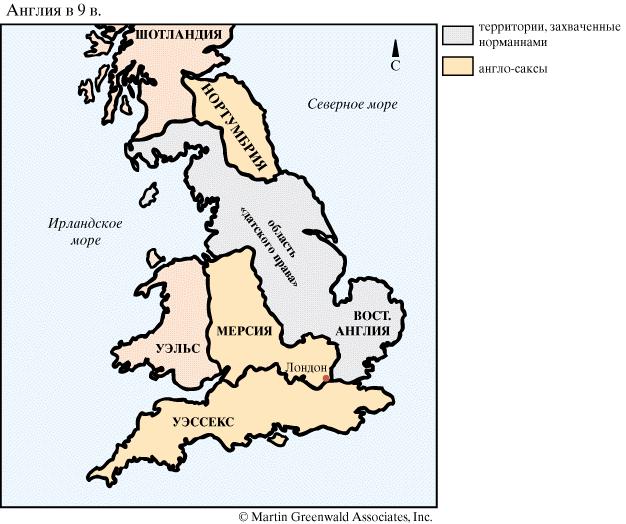 Англия в 9 в.
территории, захваченные
норманнами
англо-саксы
ШОТЛАНДИЯ
С
НОРТУМБРИЯ
Северное море
Ирландское
море
область
«датского права»
ВОСТ.
АНГЛИЯ
МЕРСИЯ
УЭЛЬС
Лондон
УЭССЕКС
© Martin Greenwald Associates, Inc.